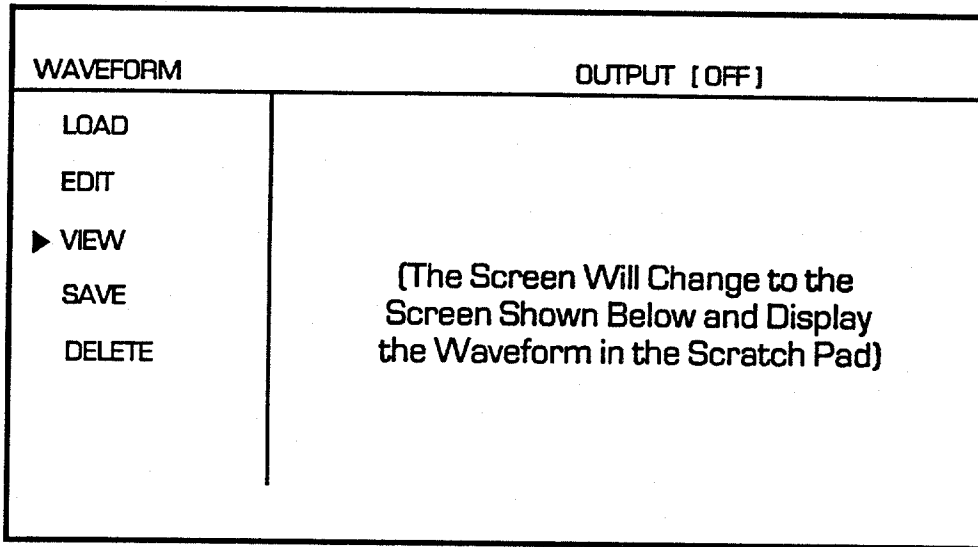 WAVEFORM OUTPUT [OFF]
LOAD
EDIT
▶ VIEW
SAVE
DELETE
(The Screen Will Change to the
Screen Shown Below and Display
the Waveform in the Scratch Pad)